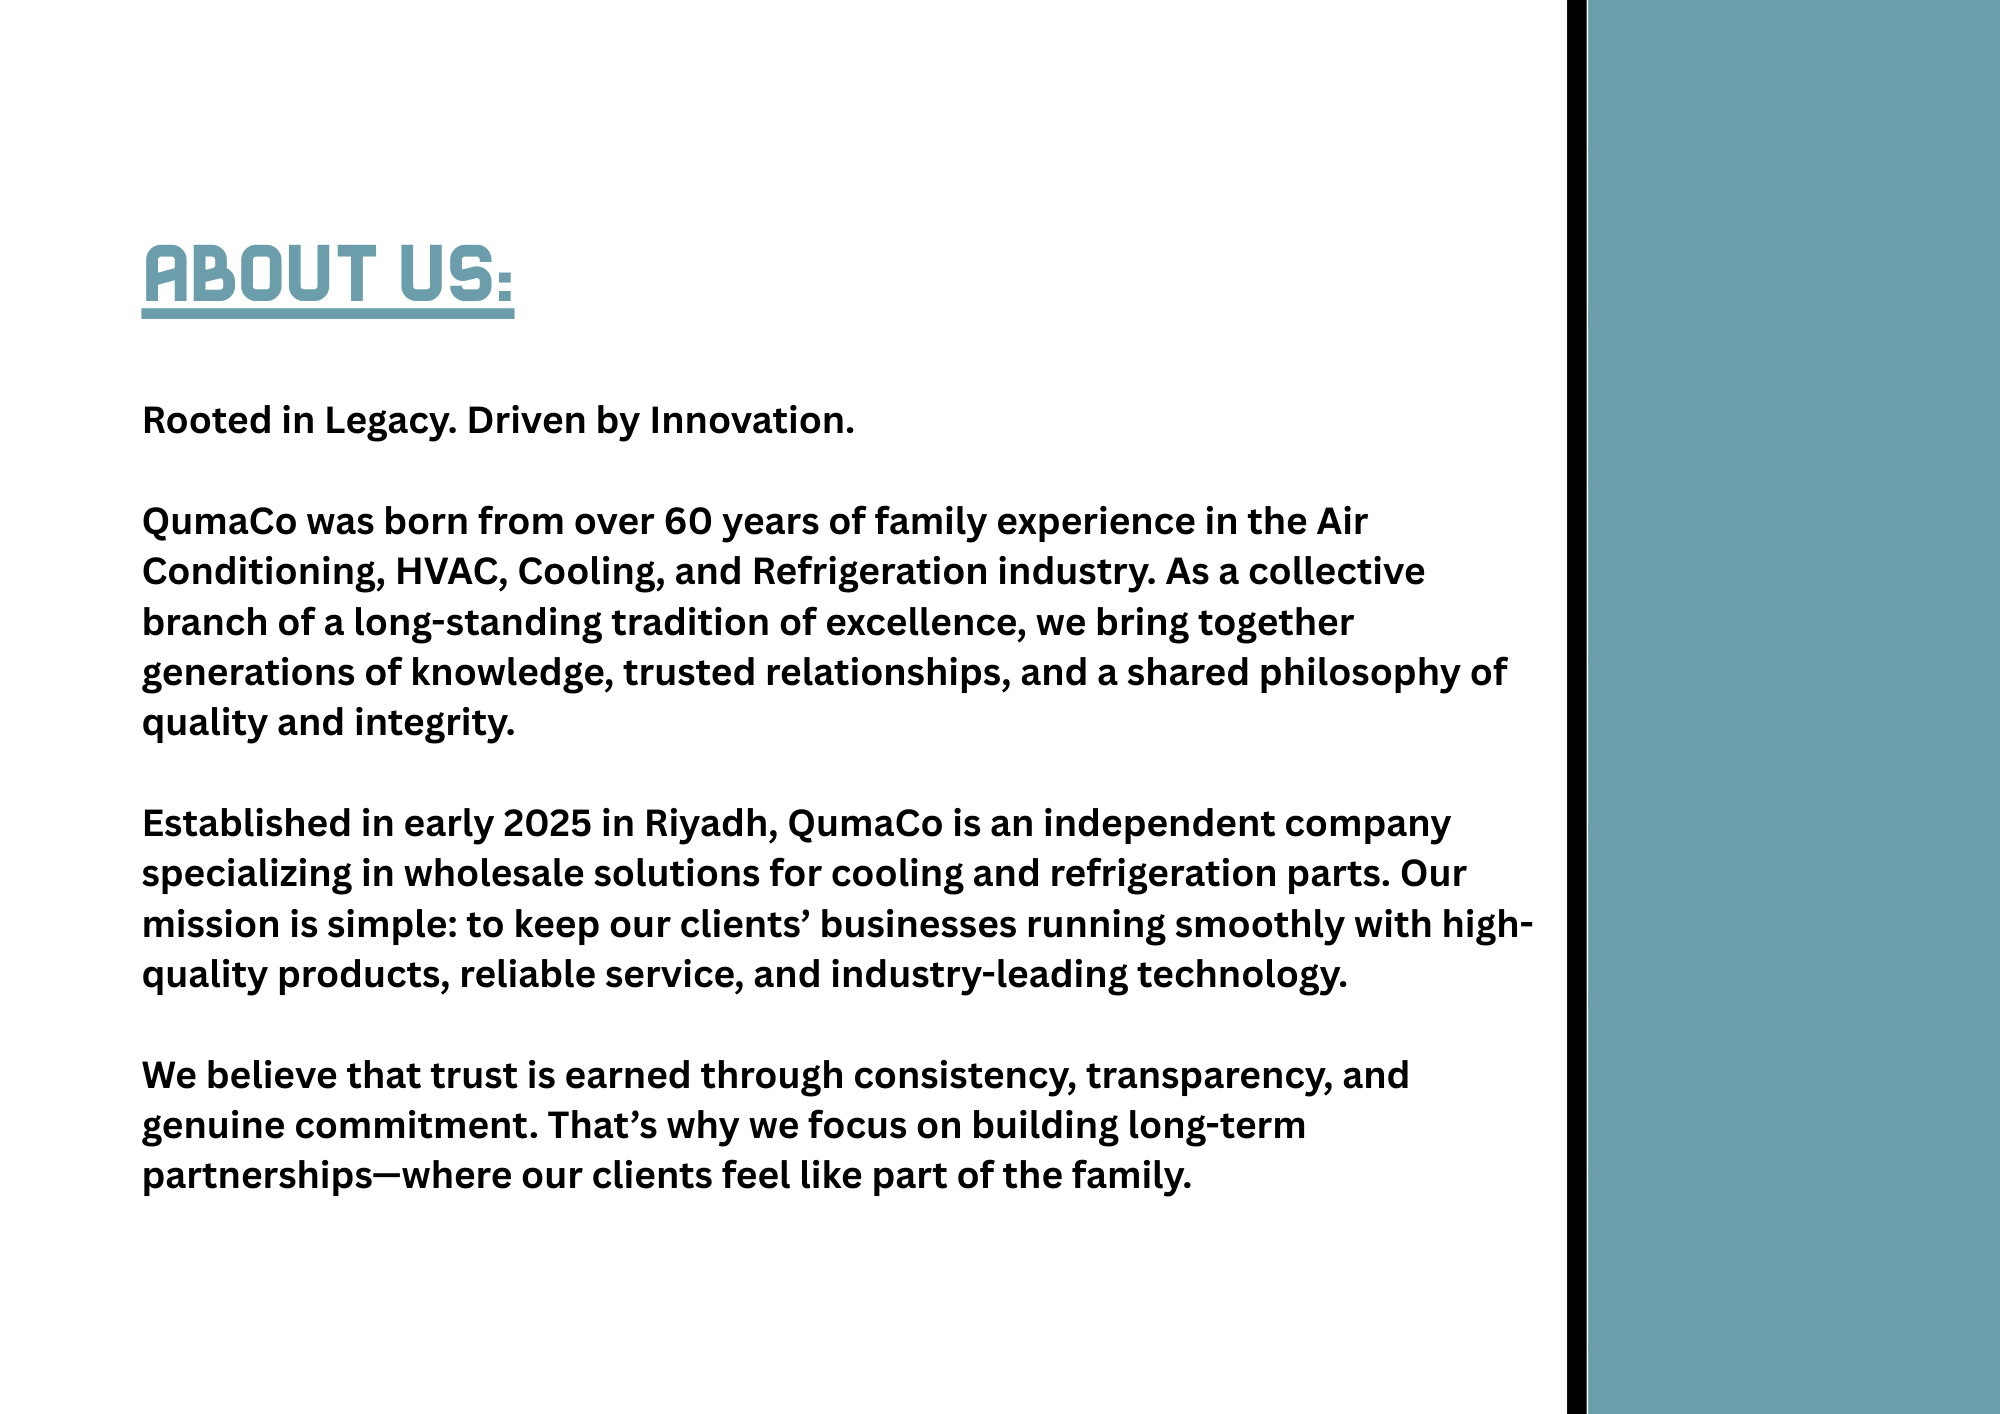 ABOUT US:
Rooted in Legacy. Driven by Innovation.
QumaCo was born from over 60 years of family experience in the Air
Conditioning, HVAC, Cooling, and Refrigeration industry. As a collective
branch of a long-standing tradition of excellence, we bring together
generations of knowledge, trusted relationships, and a shared philosophy of
quality and integrity.
Established in early 2025 in Riyadh, QumaCo is an independent company
specializing in wholesale solutions for cooling and refrigeration parts. Our
mission is simple: to keep our clients’ businesses running smoothly with high-
quality products, reliable service, and industry-leading technology.
We believe that trust is earned through consistency, transparency, and
genuine commitment. That’s why we focus on building long-term
partnerships—where our clients feel like part of the family.